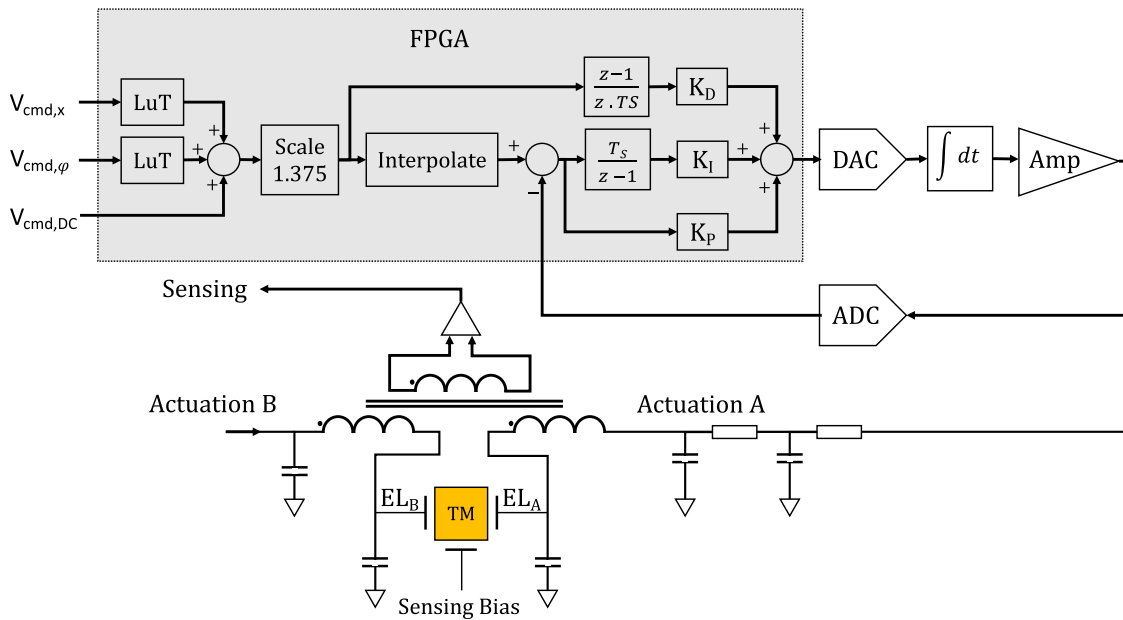 FPGA
V_cmd,x
LuT
V_cmd,φ
LuT
V_cmd,DC
+
+
+
Scale
1.375
Interpolate
+
−
z−1
z . TS
K_D
T_S
z−1
K_I
K_P
+
+
+
DAC
∫ dt
Amp
Sensing
ADC
Actuation B
Actuation A
EL_B
TM
EL_A
Sensing Bias